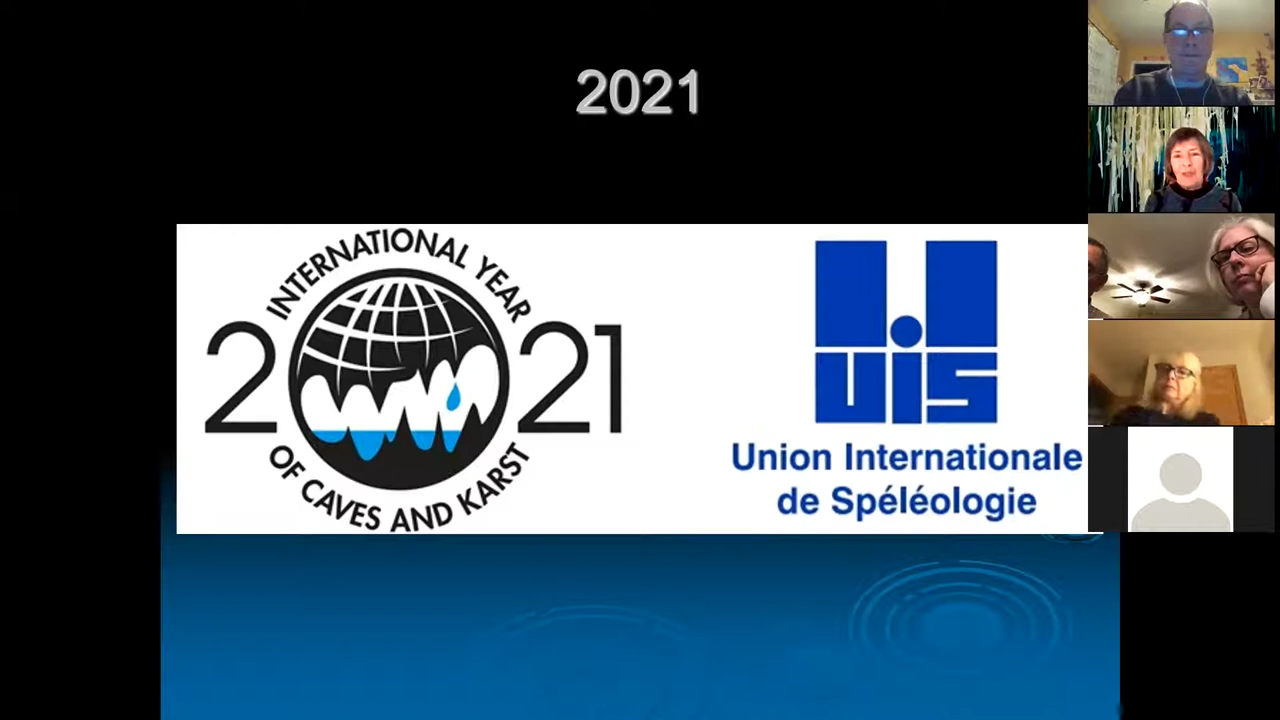 2021
INTERNATIONAL YEAR
2021
OF CAVES AND KARST
UIS
Union Internationale
de Spéléologie